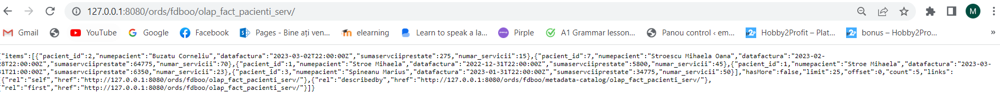 127.0.0.1:8080/ords/fdboo/olap_fact_pacienti_serv/
M
Gmail YouTube Google Facebook Pages - Bine ați ven... elearning Learn to speak a la... Pirple A1 Grammar lesson... Panou control ‹ em... Hobby2Profit – Plat... bonus – Hobby2Pro... »
{"items":[{"pacient_id":2,"numepacient":"Buzatu Corneliu","datafactura":"2023-03-02T22:00:00Z","sumaservciiprestate":275,"numar_servicii":15},{"pacient_id":7,"numepacient":"Stroescu Mihaela Oana","datafactura":"2023-02-
28T22:00:00Z","sumaservciiprestate":64775,"numar_servicii":70},{"pacient_id":1,"numepacient":"Stroe Mihaela","datafactura":"2022-12-31T22:00:00Z","sumaservciiprestate":5800,"numar_servicii":45},{"pacient_id":1,"numepacient":"Stroe Mihaela","datafactura":"2023-03-
31T21:00:00Z","sumaservciiprestate":6350,"numar_servicii":23},{"pacient_id":3,"numepacient":"Spineanu Marius","datafactura":"2023-01-31T22:00:00Z","sumaservciiprestate":34775,"numar_servicii":50}],"hasMore":false,"limit":25,"offset":0,"count":5,"links":
[{"rel":"self","href":"http://127.0.0.1:8080/ords/fdboo/olap_fact_pacienti_serv/"},{"rel":"describedby","href":"http://127.0.0.1:8080/ords/fdboo/metadata-catalog/olap_fact_pacienti_serv/"},
{"rel":"first","href":"http://127.0.0.1:8080/ords/fdboo/olap_fact_pacienti_serv/"}]}